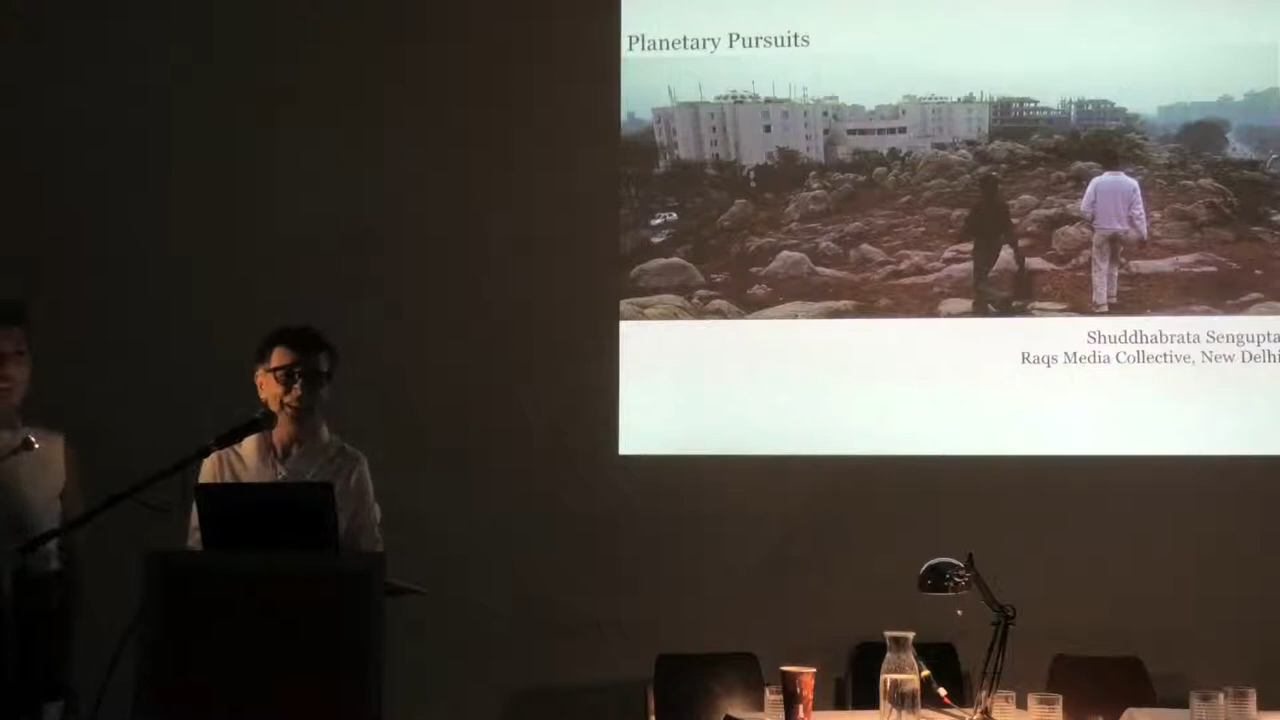 Planetary Pursuits
Shuddhabrata Sengupta
Raqs Media Collective, New Delhi